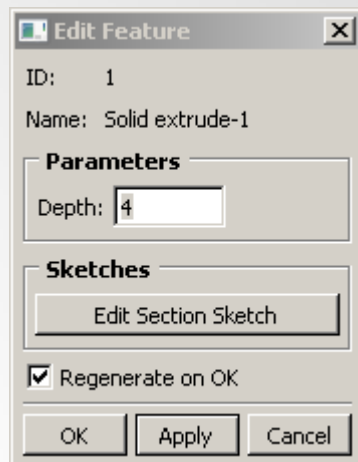 Edit Feature
ID: 1
Name: Solid extrude-1
Parameters
Depth: 4
Sketches
Edit Section Sketch
Regenerate on OK
OK Apply Cancel